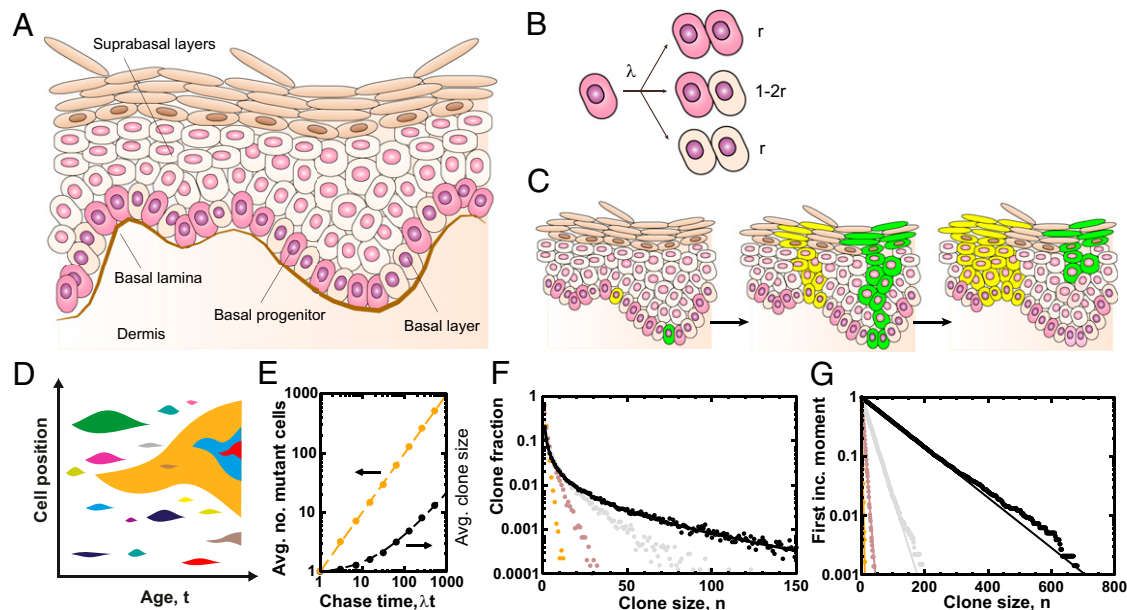 A
Suprabasal layers
Basal lamina
Basal progenitor
Basal layer
Dermis
B
λ
r
1-2r
r
C
D
Cell position
Age, t
E
Avg. no. mutant cells
1000
100
10
1
Avg. clone size
1 10 100 1000
Chase time, λt
F
Clone fraction
1
0.1
0.01
0.001
0.0001
0 50 100 150
Clone size, n
G
First inc. moment
1
0.1
0.01
0.001
0 200 400 600 800
Clone size, n